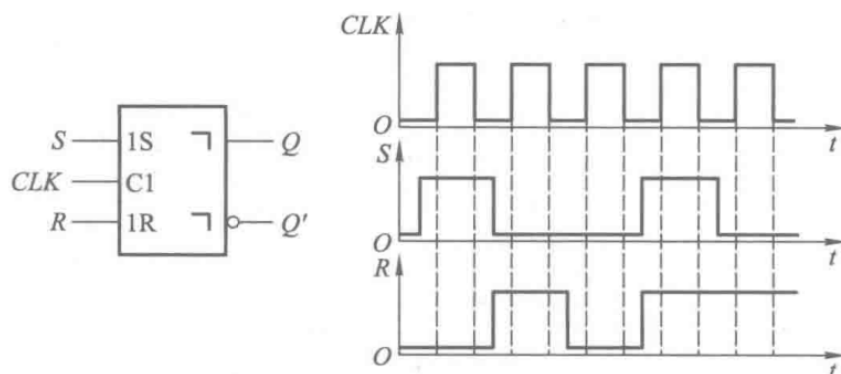 S 1S ¬ Q
CLK C1
R 1R ¬ Q'
CLK
O t
S
O t
R
O t